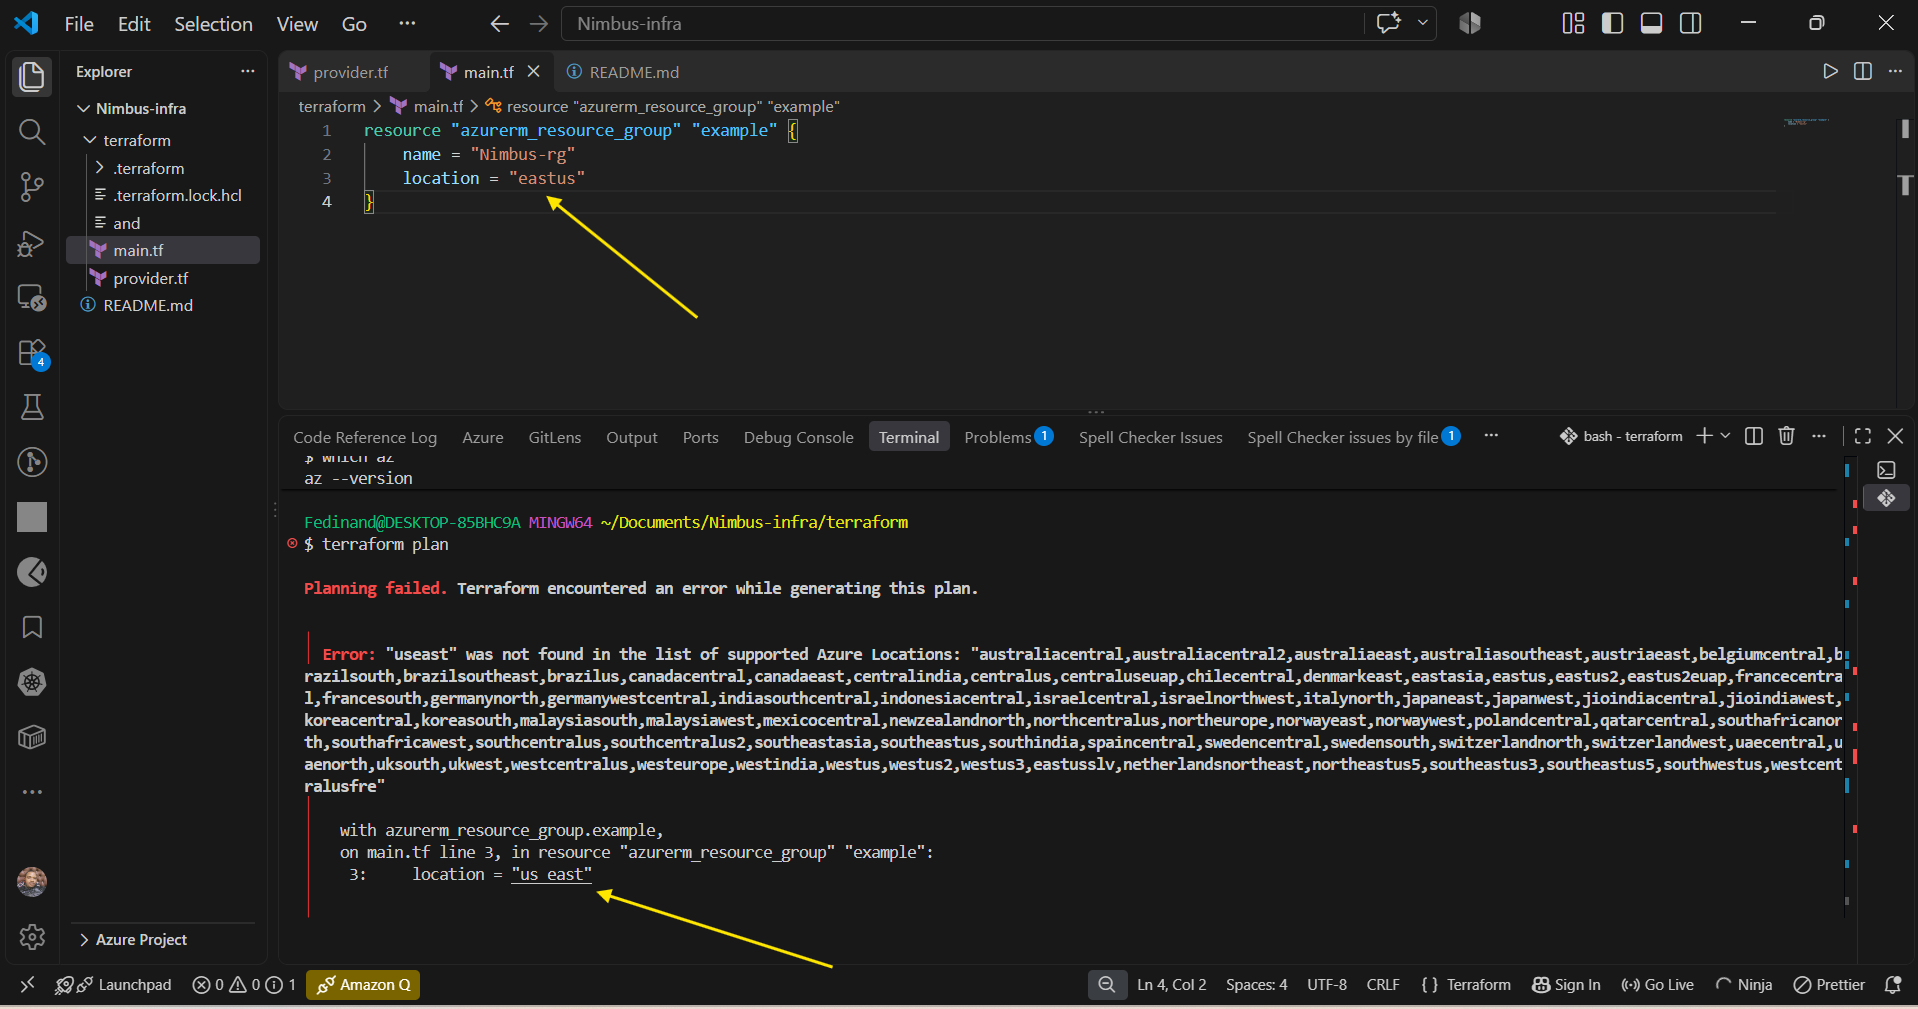 File Edit Selection View Go ··· Nimbus-infra
Explorer ···
Nimbus-infra
terraform
.terraform
.terraform.lock.hcl
and
main.tf
provider.tf
README.md
4
Azure Project
provider.tf main.tf README.md
terraform > main.tf > resource "azurerm_resource_group" "example"
1 resource "azurerm_resource_group" "example" {
2 name = "Nimbus-rg"
3 location = "eastus"
4 }
Code Reference Log Azure GitLens Output Ports Debug Console Terminal Problems 1 Spell Checker Issues Spell Checker issues by file 1 ··· bash - terraform
$ which az
az --version
Fedinand@DESKTOP-85BHC9A MINGW64 ~/Documents/Nimbus-infra/terraform
$ terraform plan
Planning failed. Terraform encountered an error while generating this plan.
Error: "useast" was not found in the list of supported Azure Locations: "australiacentral,australiacentral2,australiaeast,australiasoutheast,austriaeast,belgiumcentral,b
razilsouth,brazilsoutheast,brazilus,canadacentral,canadaeast,centralindia,centralus,centraluseuap,chilecentral,denmarkeast,eastasia,eastus,eastus2,eastus2euap,francecentra
l,francesouth,germanynorth,germanywestcentral,indiasouthcentral,indonesiacentral,israelcentral,israelnorthwest,italynorth,japaneast,japanwest,jioindiacentral,jioindiawest,
koreacentral,koreasouth,malaysiasouth,malaysiawest,mexicocentral,newzealandnorth,northcentralus,northeurope,norwayeast,norwaywest,polandcentral,qatarcentral,southafricanor
th,southafricawest,southcentralus,southcentralus2,southeastasia,southeastus,southindia,spaincentral,swedencentral,swedensouth,switzerlandnorth,switzerlandwest,uaecentral,u
aenorth,uksouth,ukwest,westcentralus,westeurope,westindia,westus,westus2,westus3,eastusslv,netherlandsnortheast,northeastus5,southeastus3,southeastus5,southwestus,westcent
ralusfre"
with azurerm_resource_group.example,
on main.tf line 3, in resource "azurerm_resource_group" "example":
3: location = "us east"
Launchpad 0 0 1 Amazon Q Ln 4, Col 2 Spaces: 4 UTF-8 CRLF { } Terraform Sign In Go Live Ninja Prettier